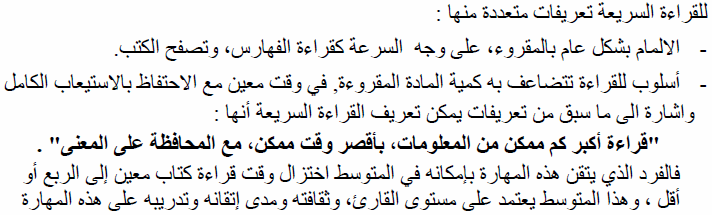 للقراءة السريعة تعريفات متعددة منها :
- الالمام بشكل عام بالمقروء، على وجه السرعة كقراءة الفهارس، وتصفح الكتب.
- أسلوب للقراءة تتضاعف به كمية المادة المقروءة, في وقت معين مع الاحتفاظ بالاستيعاب الكامل
واشارة الى ما سبق من تعريفات يمكن تعريف القراءة السريعة أنها :
"قراءة أكبر كم ممكن من المعلومات، بأقصر وقت ممكن، مع المحافظة على المعنى" .
فالفرد الذي يتقن هذه المهارة بإمكانه في المتوسط اختزال وقت قراءة كتاب معين إلى الربع أو
أقل ، وهذا المتوسط يعتمد على مستوى القارئ، وثقافته ومدى إتقانه وتدريبه على هذه المهارة